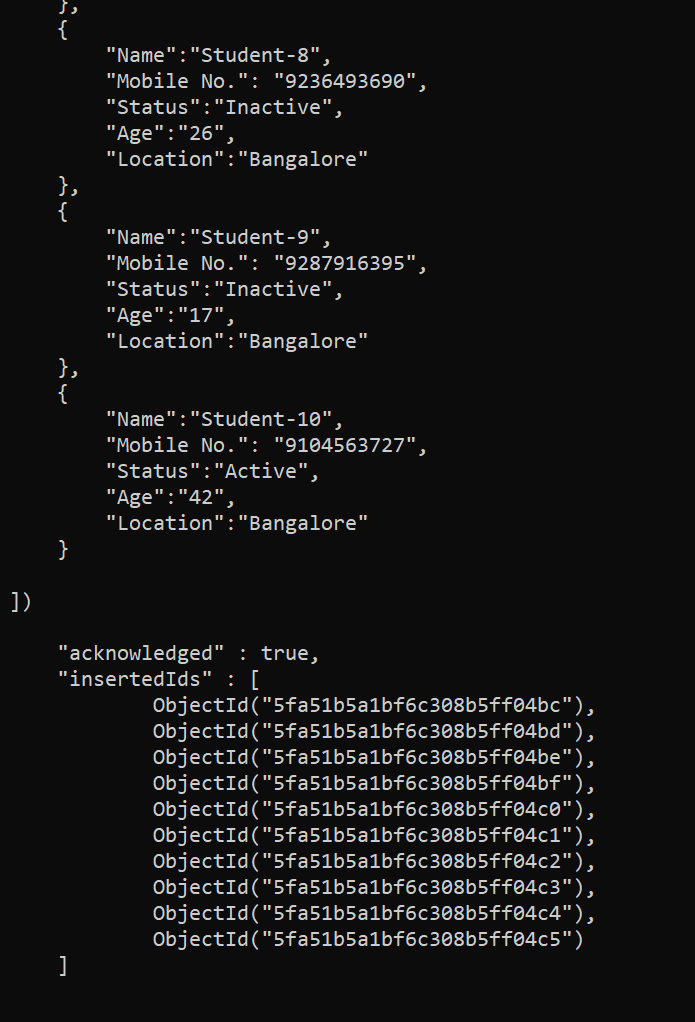 },
{
"Name":"Student-8",
"Mobile No.": "9236493690",
"Status":"Inactive",
"Age":"26",
"Location":"Bangalore"
},
{
"Name":"Student-9",
"Mobile No.": "9287916395",
"Status":"Inactive",
"Age":"17",
"Location":"Bangalore"
},
{
"Name":"Student-10",
"Mobile No.": "9104563727",
"Status":"Active",
"Age":"42",
"Location":"Bangalore"
}
])
"acknowledged" : true,
"insertedIds" : [
ObjectId("5fa51b5a1bf6c308b5ff04bc"),
ObjectId("5fa51b5a1bf6c308b5ff04bd"),
ObjectId("5fa51b5a1bf6c308b5ff04be"),
ObjectId("5fa51b5a1bf6c308b5ff04bf"),
ObjectId("5fa51b5a1bf6c308b5ff04c0"),
ObjectId("5fa51b5a1bf6c308b5ff04c1"),
ObjectId("5fa51b5a1bf6c308b5ff04c2"),
ObjectId("5fa51b5a1bf6c308b5ff04c3"),
ObjectId("5fa51b5a1bf6c308b5ff04c4"),
ObjectId("5fa51b5a1bf6c308b5ff04c5")
]